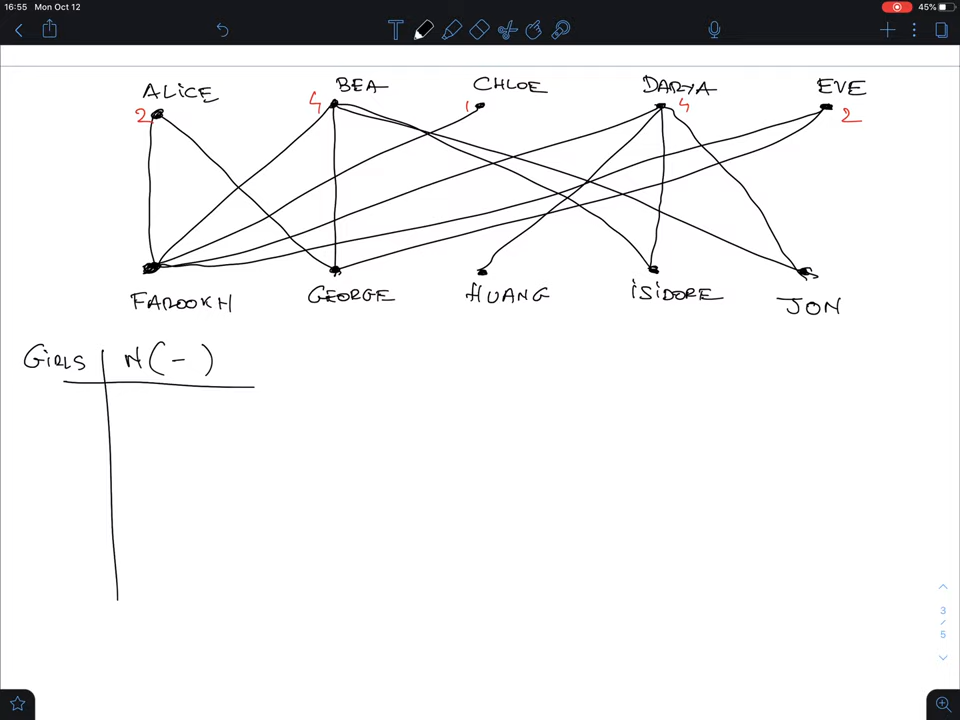 16:55 Mon Oct 12
45%
ALICE BEA CHLOE DARYA EVE
2 4 1 4 2
FAROOKH GEORGE HUANG ISIDORE JON
GIRLS N(-)
3
/
5